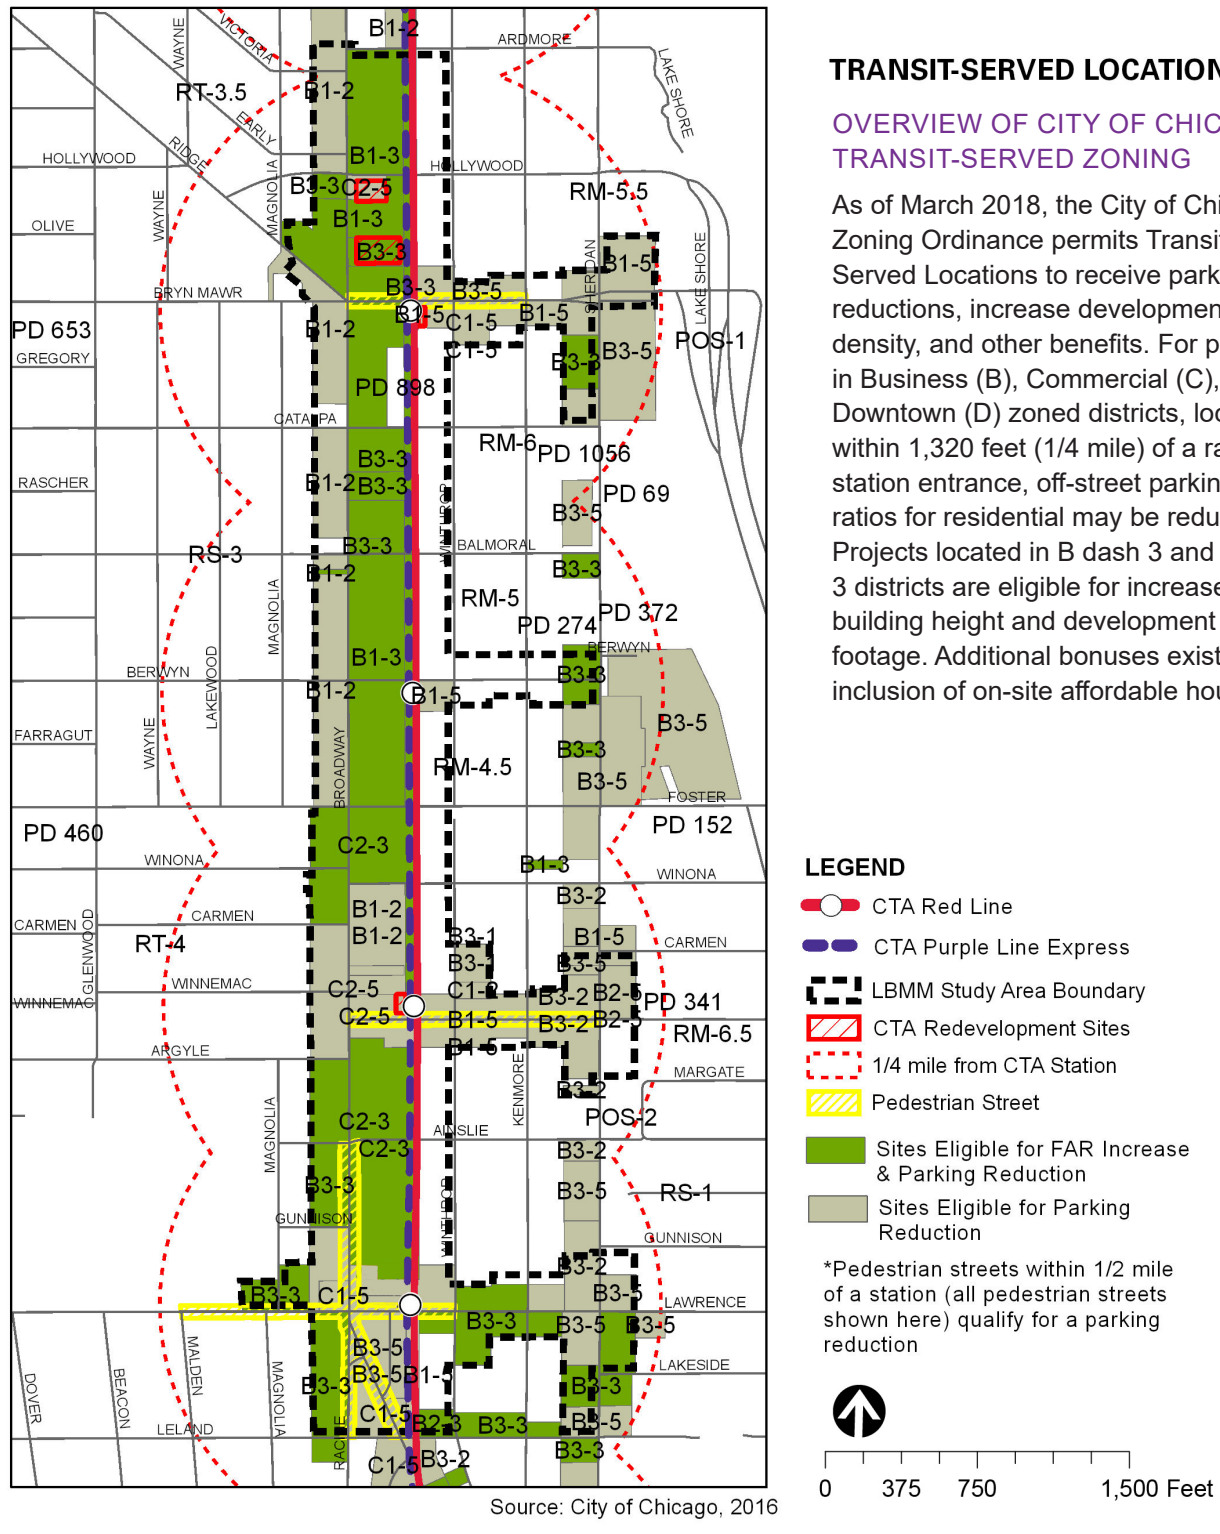 B1-2
ARDMORE
WAYNE
VICTORIA
LAKE SHORE
RT-3.5
B1-2
EARLY
RIDGE
B1-3
HOLLYWOOD
HOLLYWOOD
MAGNOLIA
B3-3
C2-5
RM-5.5
WAYNE
B1-3
OLIVE
B3-3
SHERIDAN
B1-5
LAKE SHORE
BRYN MAWR
B3-3
B3-5
PD 653
B1-2
B1-5
C1-5
B1-5
POS-1
GREGORY
C1-5
B3-3
B3-5
PD 898
CATALPA
RM-6
PD 1056
B3-3
RASCHER
B1-2
B3-3
PD 69
WINTHROP
B3-5
RS-3
B3-3
BALMORAL
B1-2
B3-3
MAGNOLIA
RM-5
PD 274
PD 372
B1-3
BERWYN
BERWYN
LAKEWOOD
B3-3
B1-2
B1-5
WAYNE
FARRAGUT
B3-5
BROADWAY
B3-3
RM-4.5
B3-5
FOSTER
PD 460
PD 152
C2-3
WINONA
B1-3
WINONA
B3-2
CARMEN
CARMEN
B1-2
GLENWOOD
RT-4
B1-2
B3-1
B1-5
CARMEN
B3-1
B3-5
WINNEMAC
WINNEMAC
C2-5
C1-2
B3-2
B2-5
PD 341
C2-5
B1-5
B3-2
B2-5
RM-6.5
ARGYLE
B1-5
MARGATE
KENMORE
B3-2
MAGNOLIA
C2-3
AINSLIE
POS-2
C2-3
B3-2
B3-3
WINTHROP
B3-5
RS-1
GUNNISON
GUNNISON
B3-2
B3-3
C1-5
B3-5
LAWRENCE
B3-3
B3-5
B3-5
DOVER
BEACON
MALDEN
MAGNOLIA
B3-5
LAKESIDE
B3-3
B3-5
B1-5
B3-3
C1-5
B2-3
B3-3
B3-5
LELAND
RACINE
C1-5
B3-2
B3-3
Source: City of Chicago, 2016
TRANSIT-SERVED LOCATION
OVERVIEW OF CITY OF CHIC
TRANSIT-SERVED ZONING
As of March 2018, the City of Chi
Zoning Ordinance permits Transit
Served Locations to receive park
reductions, increase development
density, and other benefits. For p
in Business (B), Commercial (C),
Downtown (D) zoned districts, loc
within 1,320 feet (1/4 mile) of a ra
station entrance, off-street parkin
ratios for residential may be redu
Projects located in B dash 3 and
3 districts are eligible for increase
building height and development
footage. Additional bonuses exist
inclusion of on-site affordable hou
LEGEND
CTA Red Line
CTA Purple Line Express
LBMM Study Area Boundary
CTA Redevelopment Sites
1/4 mile from CTA Station
Pedestrian Street
Sites Eligible for FAR Increase
& Parking Reduction
Sites Eligible for Parking
Reduction
*Pedestrian streets within 1/2 mile
of a station (all pedestrian streets
shown here) qualify for a parking
reduction
0 375 750 1,500 Feet